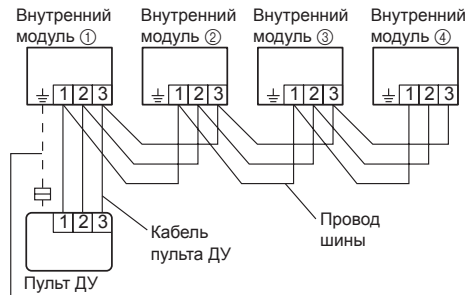 Внутренний
модуль ①
Внутренний
модуль ②
Внутренний
модуль ③
Внутренний
модуль ④
1 2 3
1 2 3
1 2 3
1 2 3
1 2 3
Кабель
пульта ДУ
Провод
шины
Пульт ДУ